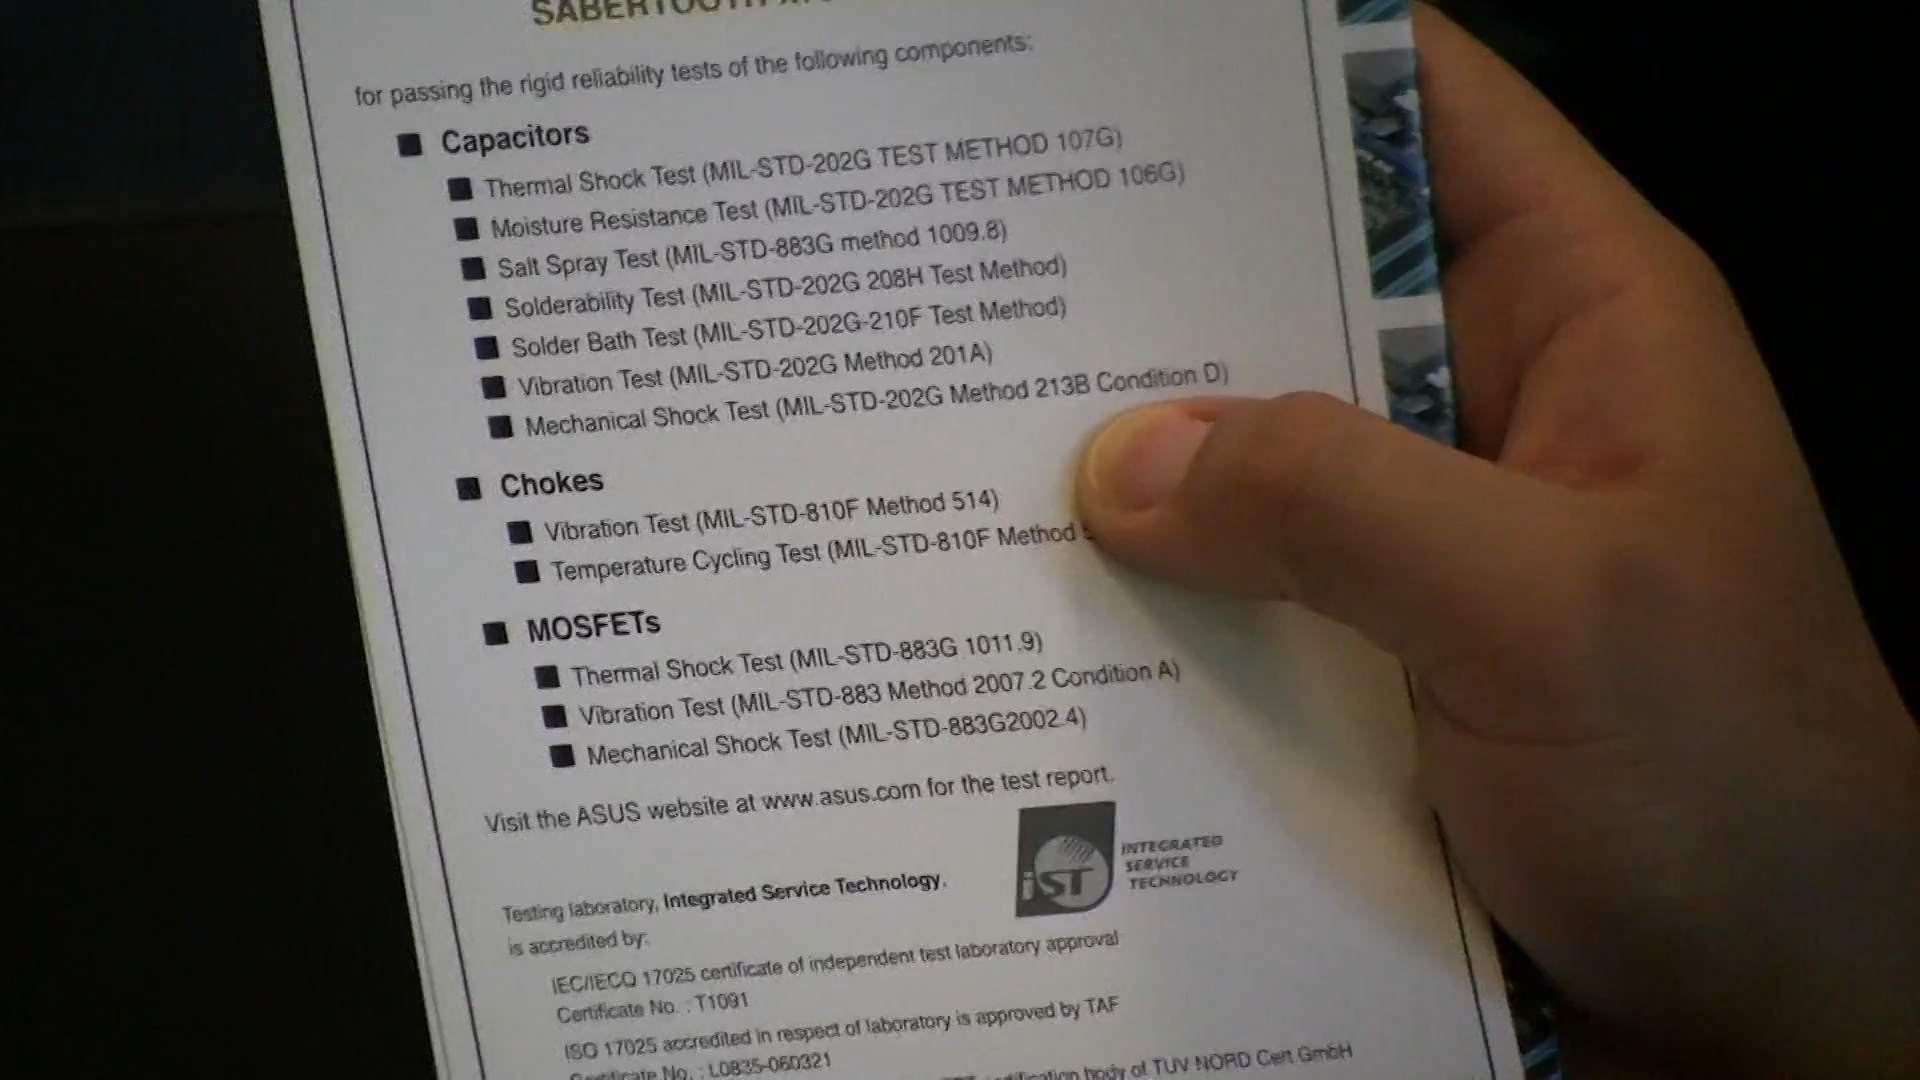 SABERTOOTH
for passing the rigid reliability tests of the following components:
Capacitors
Thermal Shock Test (MIL-STD-202G TEST METHOD 107G)
Moisture Resistance Test (MIL-STD-202G TEST METHOD 106G)
Salt Spray Test (MIL-STD-883G method 1009.8)
Solderability Test (MIL-STD-202G 208H Test Method)
Solder Bath Test (MIL-STD-202G-210F Test Method)
Vibration Test (MIL-STD-202G Method 201A)
Mechanical Shock Test (MIL-STD-202G Method 213B Condition D)
Chokes
Vibration Test (MIL-STD-810F Method 514)
Temperature Cycling Test (MIL-STD-810F Method
MOSFETs
Thermal Shock Test (MIL-STD-883G 1011.9)
Vibration Test (MIL-STD-883 Method 2007.2 Condition A)
Mechanical Shock Test (MIL-STD-883G2002.4)
Visit the ASUS website at www.asus.com for the test report.
iST
INTEGRATED
SERVICE
TECHNOLOGY
Testing laboratory, Integrated Service Technology,
is accredited by:
IEC/IECQ 17025 certificate of independent test laboratory approval
Certificate No. : T1091
ISO 17025 accredited in respect of laboratory is approved by TAF
Certificate No. : L0835-060321
body of TUV NORD Cert GmbH